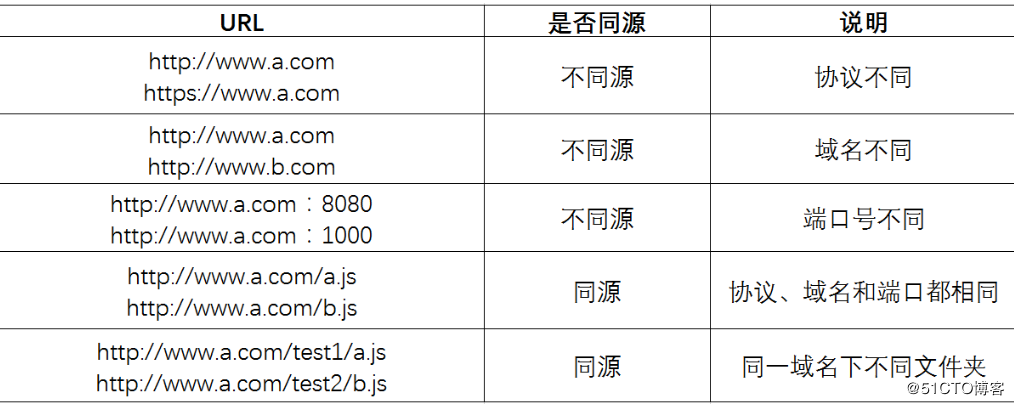 URL 是否同源 说明
http://www.a.com
https://www.a.com
不同源
协议不同
http://www.a.com
http://www.b.com
不同源
域名不同
http://www.a.com：8080
http://www.a.com：1000
不同源
端口号不同
http://www.a.com/a.js
http://www.a.com/b.js
同源
协议、域名和端口都相同
http://www.a.com/test1/a.js
http://www.a.com/test2/b.js
同源
同一域名下不同文件夹
@51CTO博客